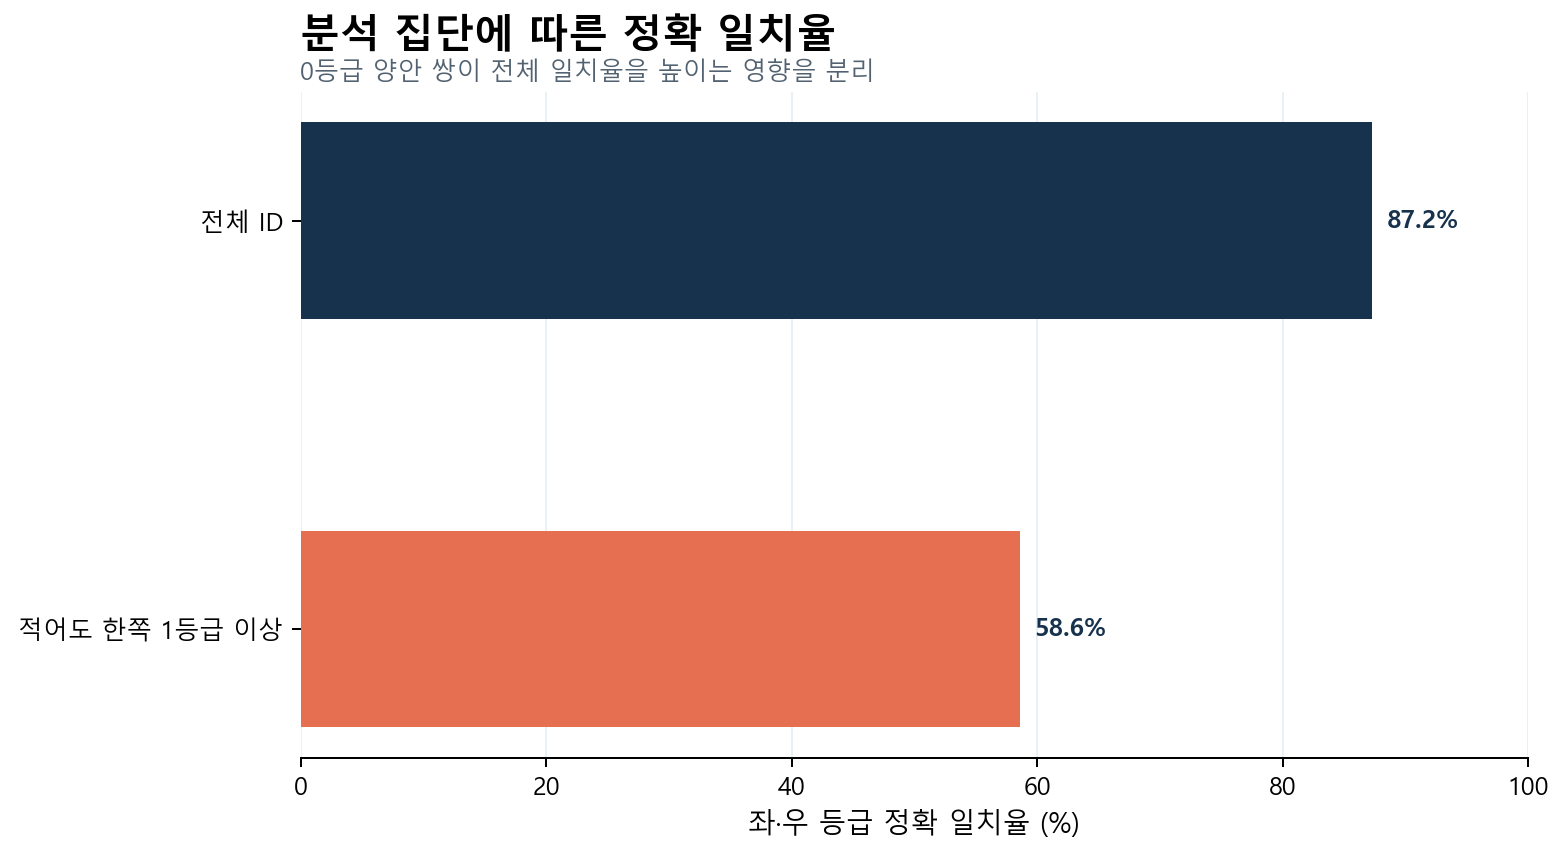 분석 집단에 따른 정확 일치율
0등급 양안 쌍이 전체 일치율을 높이는 영향을 분리
전체 ID
87.2%
적어도 한쪽 1등급 이상
58.6%
0 20 40 60 80 100
좌·우 등급 정확 일치율 (%)